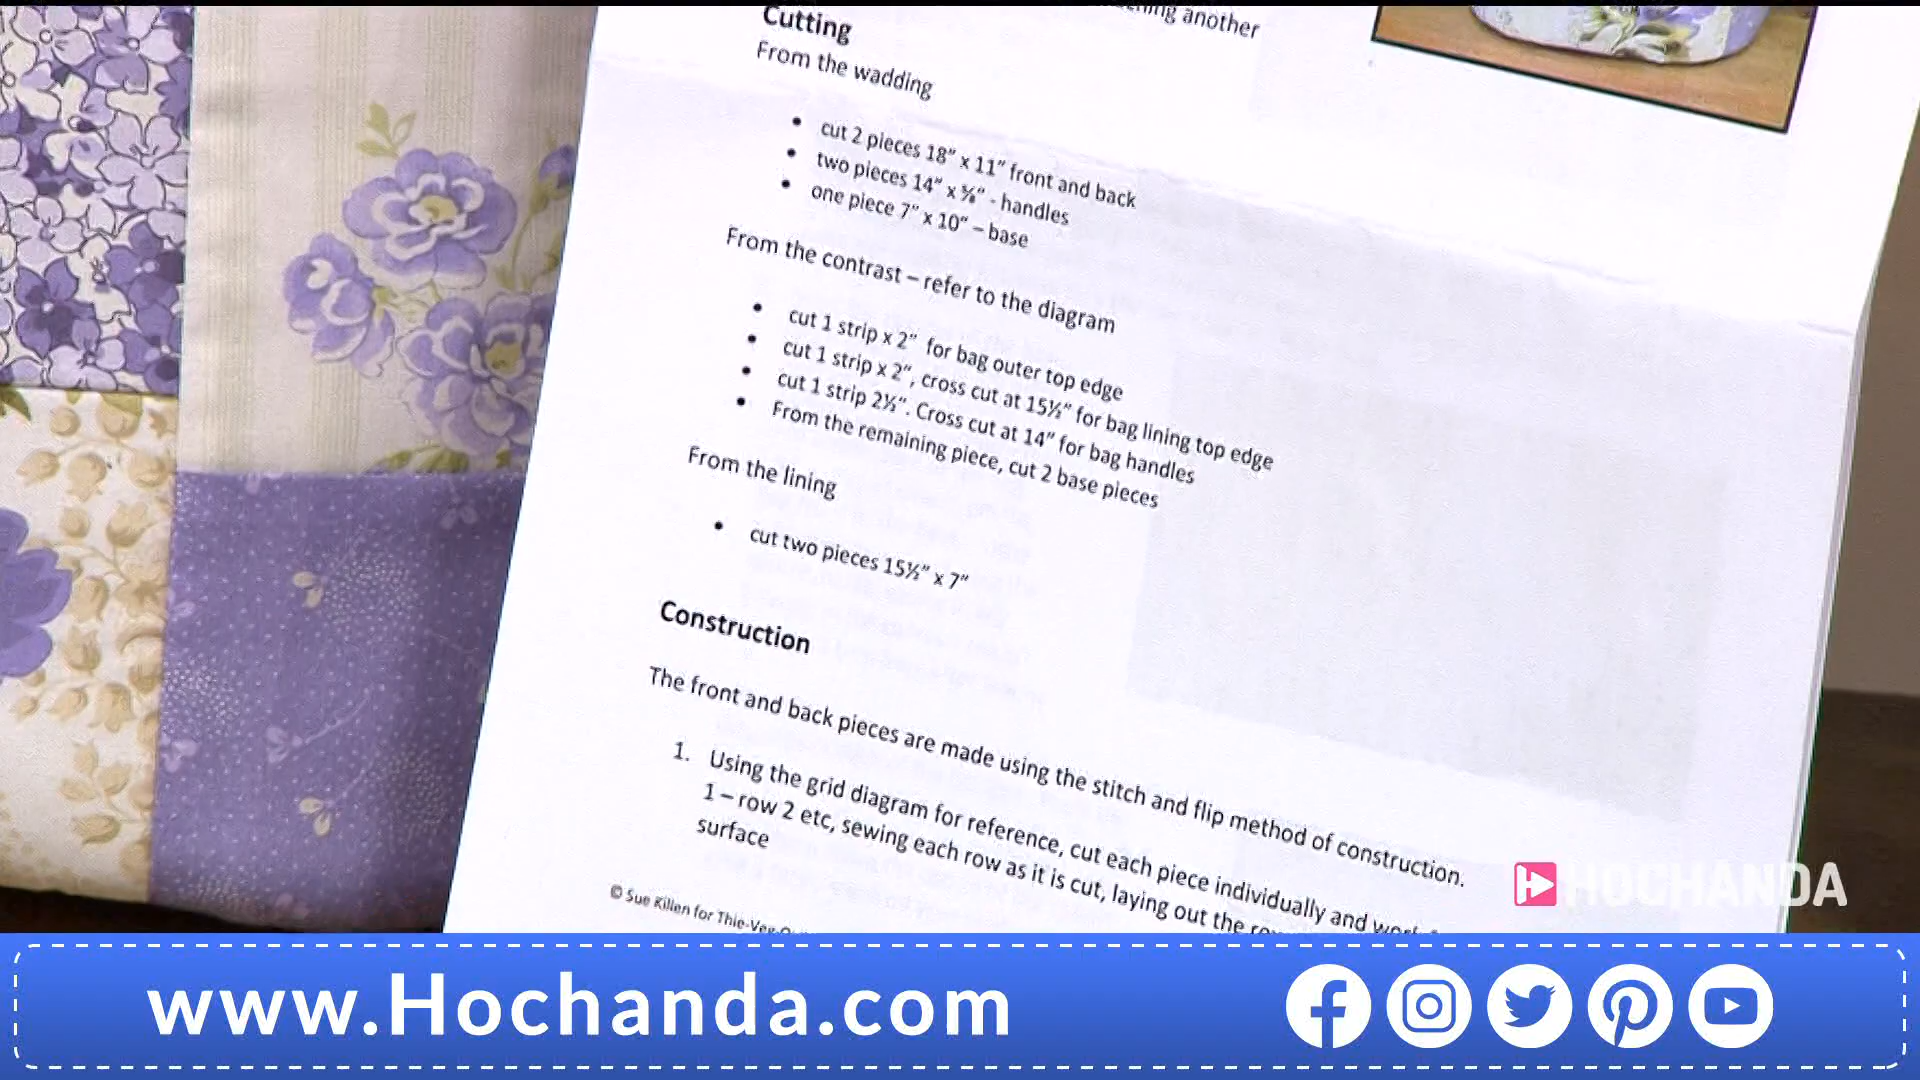 another
Cutting
From the wadding
• cut 2 pieces 18” x 11” front and back
• two pieces 14” x ⅝” - handles
• one piece 7” x 10” – base
From the contrast – refer to the diagram
• cut 1 strip x 2” for bag outer top edge
• cut 1 strip x 2”, cross cut at 15½” for bag lining top edge
• cut 1 strip 2½”. Cross cut at 14” for bag handles
• From the remaining piece, cut 2 base pieces
From the lining
• cut two pieces 15½” x 7”
Construction
The front and back pieces are made using the stitch and flip method of construction.
1. Using the grid diagram for reference, cut each piece individually and work
1 – row 2 etc, sewing each row as it is cut, laying out the
surface
© Sue Killen for Thie-Veg
HOCHANDA
www.Hochanda.com